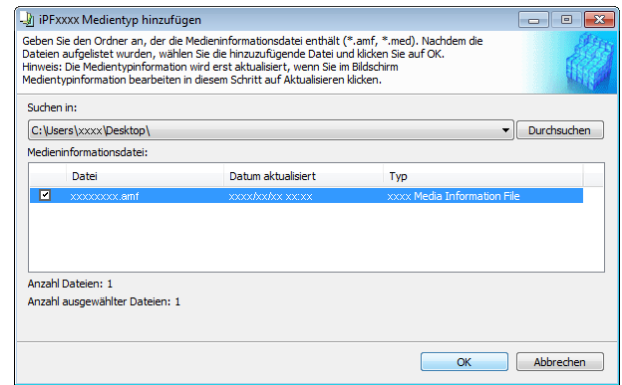 iPFxxxx Medientyp hinzufügen
Geben Sie den Ordner an, der die Medieninformationsdatei enthält (*.amf, *.med). Nachdem die
Dateien aufgelistet wurden, wählen Sie die hinzuzufügende Datei und klicken Sie auf OK.
Hinweis: Die Medientypinformation wird erst aktualisiert, wenn Sie im Bildschirm
Medientypinformation bearbeiten in diesem Schritt auf Aktualisieren klicken.
Suchen in:
C:\Users\xxxx\Desktop\ Durchsuchen
Medieninformationsdatei:
Datei Datum aktualisiert Typ
xxxxxxxx.amf xxxx/xx/xx xx:xx xxxx Media Information File
Anzahl Dateien: 1
Anzahl ausgewählter Dateien: 1
OK Abbrechen